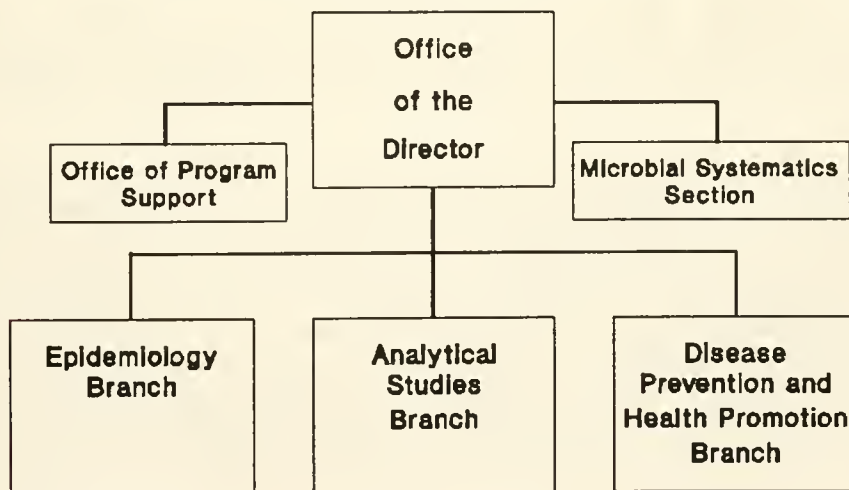 Office
of the
Director
Office of Program
Support
Microbial Systematics
Section
Epidemiology
Branch
Analytical
Studies
Branch
Disease
Prevention and
Health Promotion
Branch